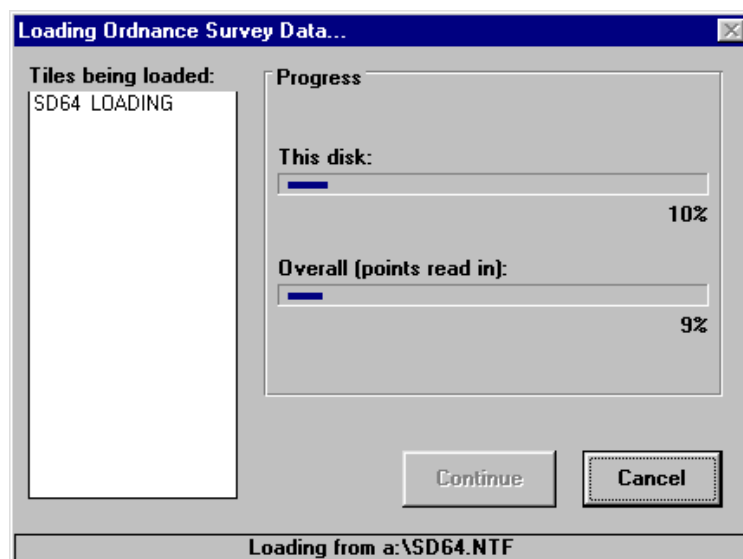 Loading Ordnance Survey Data...
Tiles being loaded:
SD64 LOADING
Progress
This disk:
10%
Overall (points read in):
9%
Continue
Cancel
Loading from a:\SD64.NTF